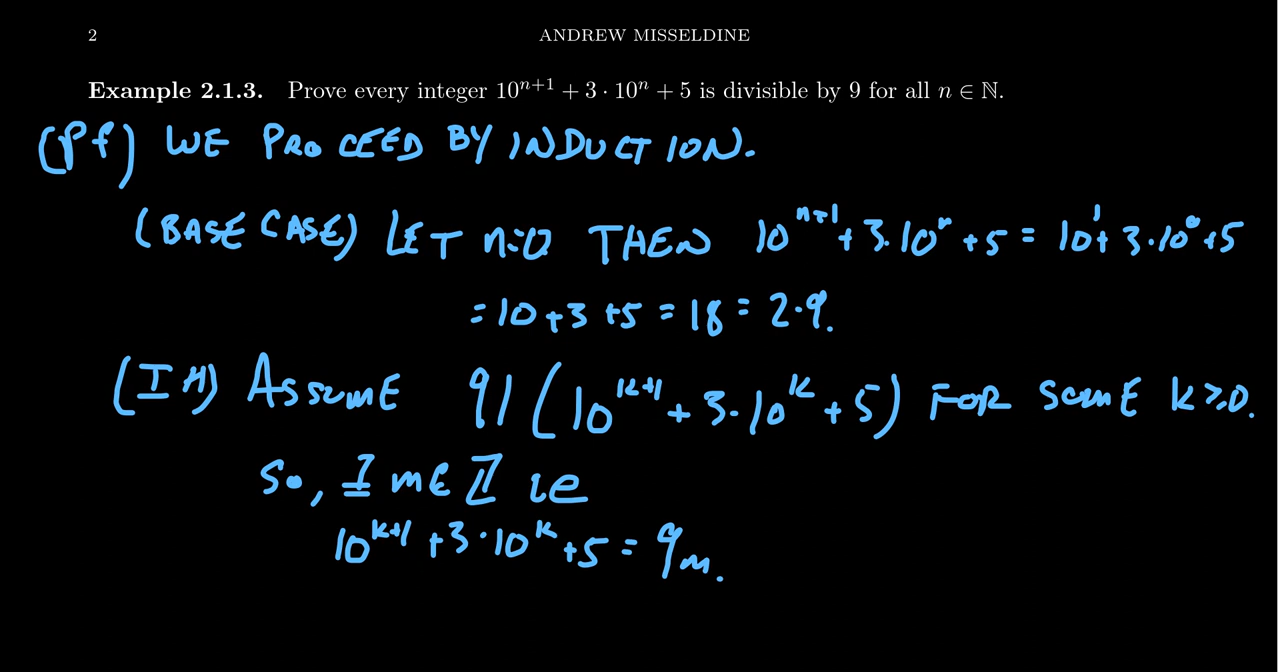 2 ANDREW MISSELDINE
Example 2.1.3. Prove every integer 10^{n+1} + 3 · 10^n + 5 is divisible by 9 for all n ∈ ℕ.
(Pf) WE PROCEED BY INDUCTION.
(BASE CASE) LET n=0 THEN 10^{n+1} + 3·10^n + 5 = 10^1 + 3·10^0 + 5
= 10 + 3 + 5 = 18 = 2·9.
(IH) ASSUME 9|(10^{k+1} + 3·10^k + 5) FOR SOME k≥0.
So, ∃ m ∈ ℤ ie
10^{k+1} + 3·10^k + 5 = 9m.